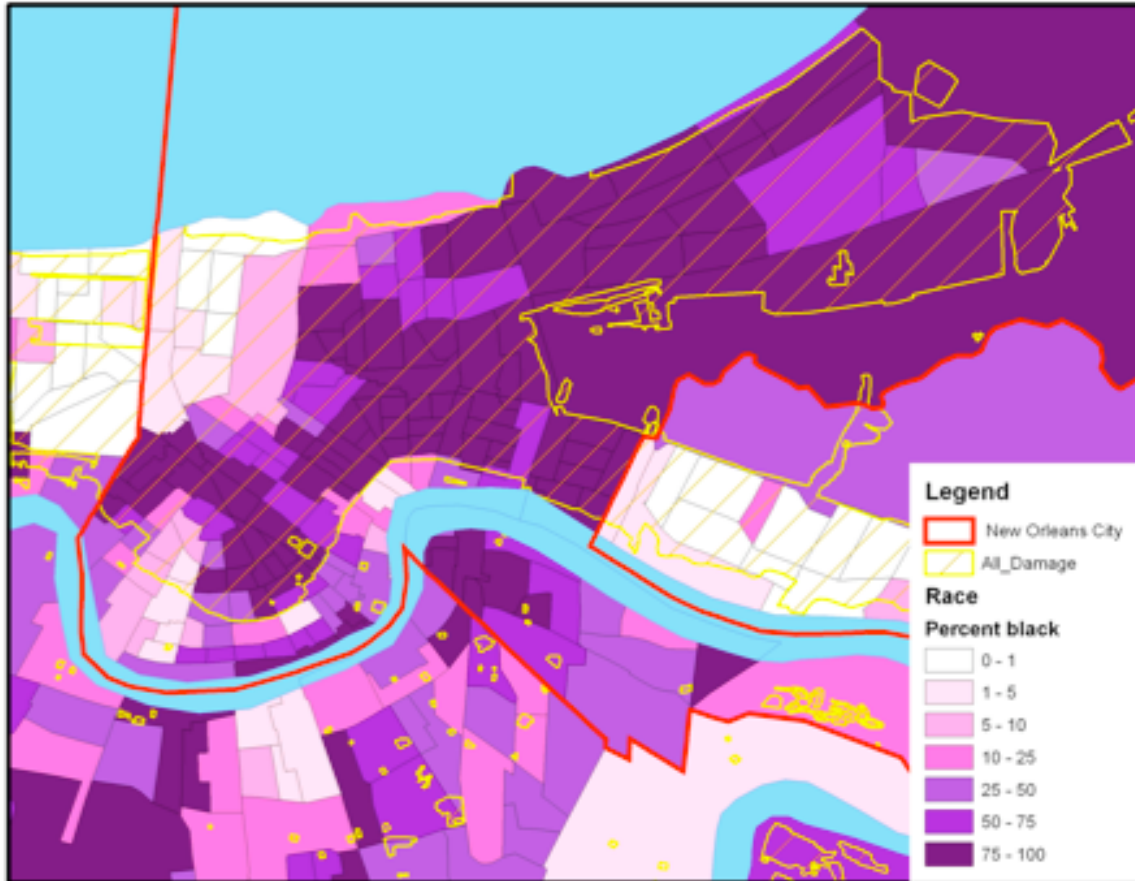 Legend
New Orleans City
All_Damage
Race
Percent black
0 - 1
1 - 5
5 - 10
10 - 25
25 - 50
50 - 75
75 - 100